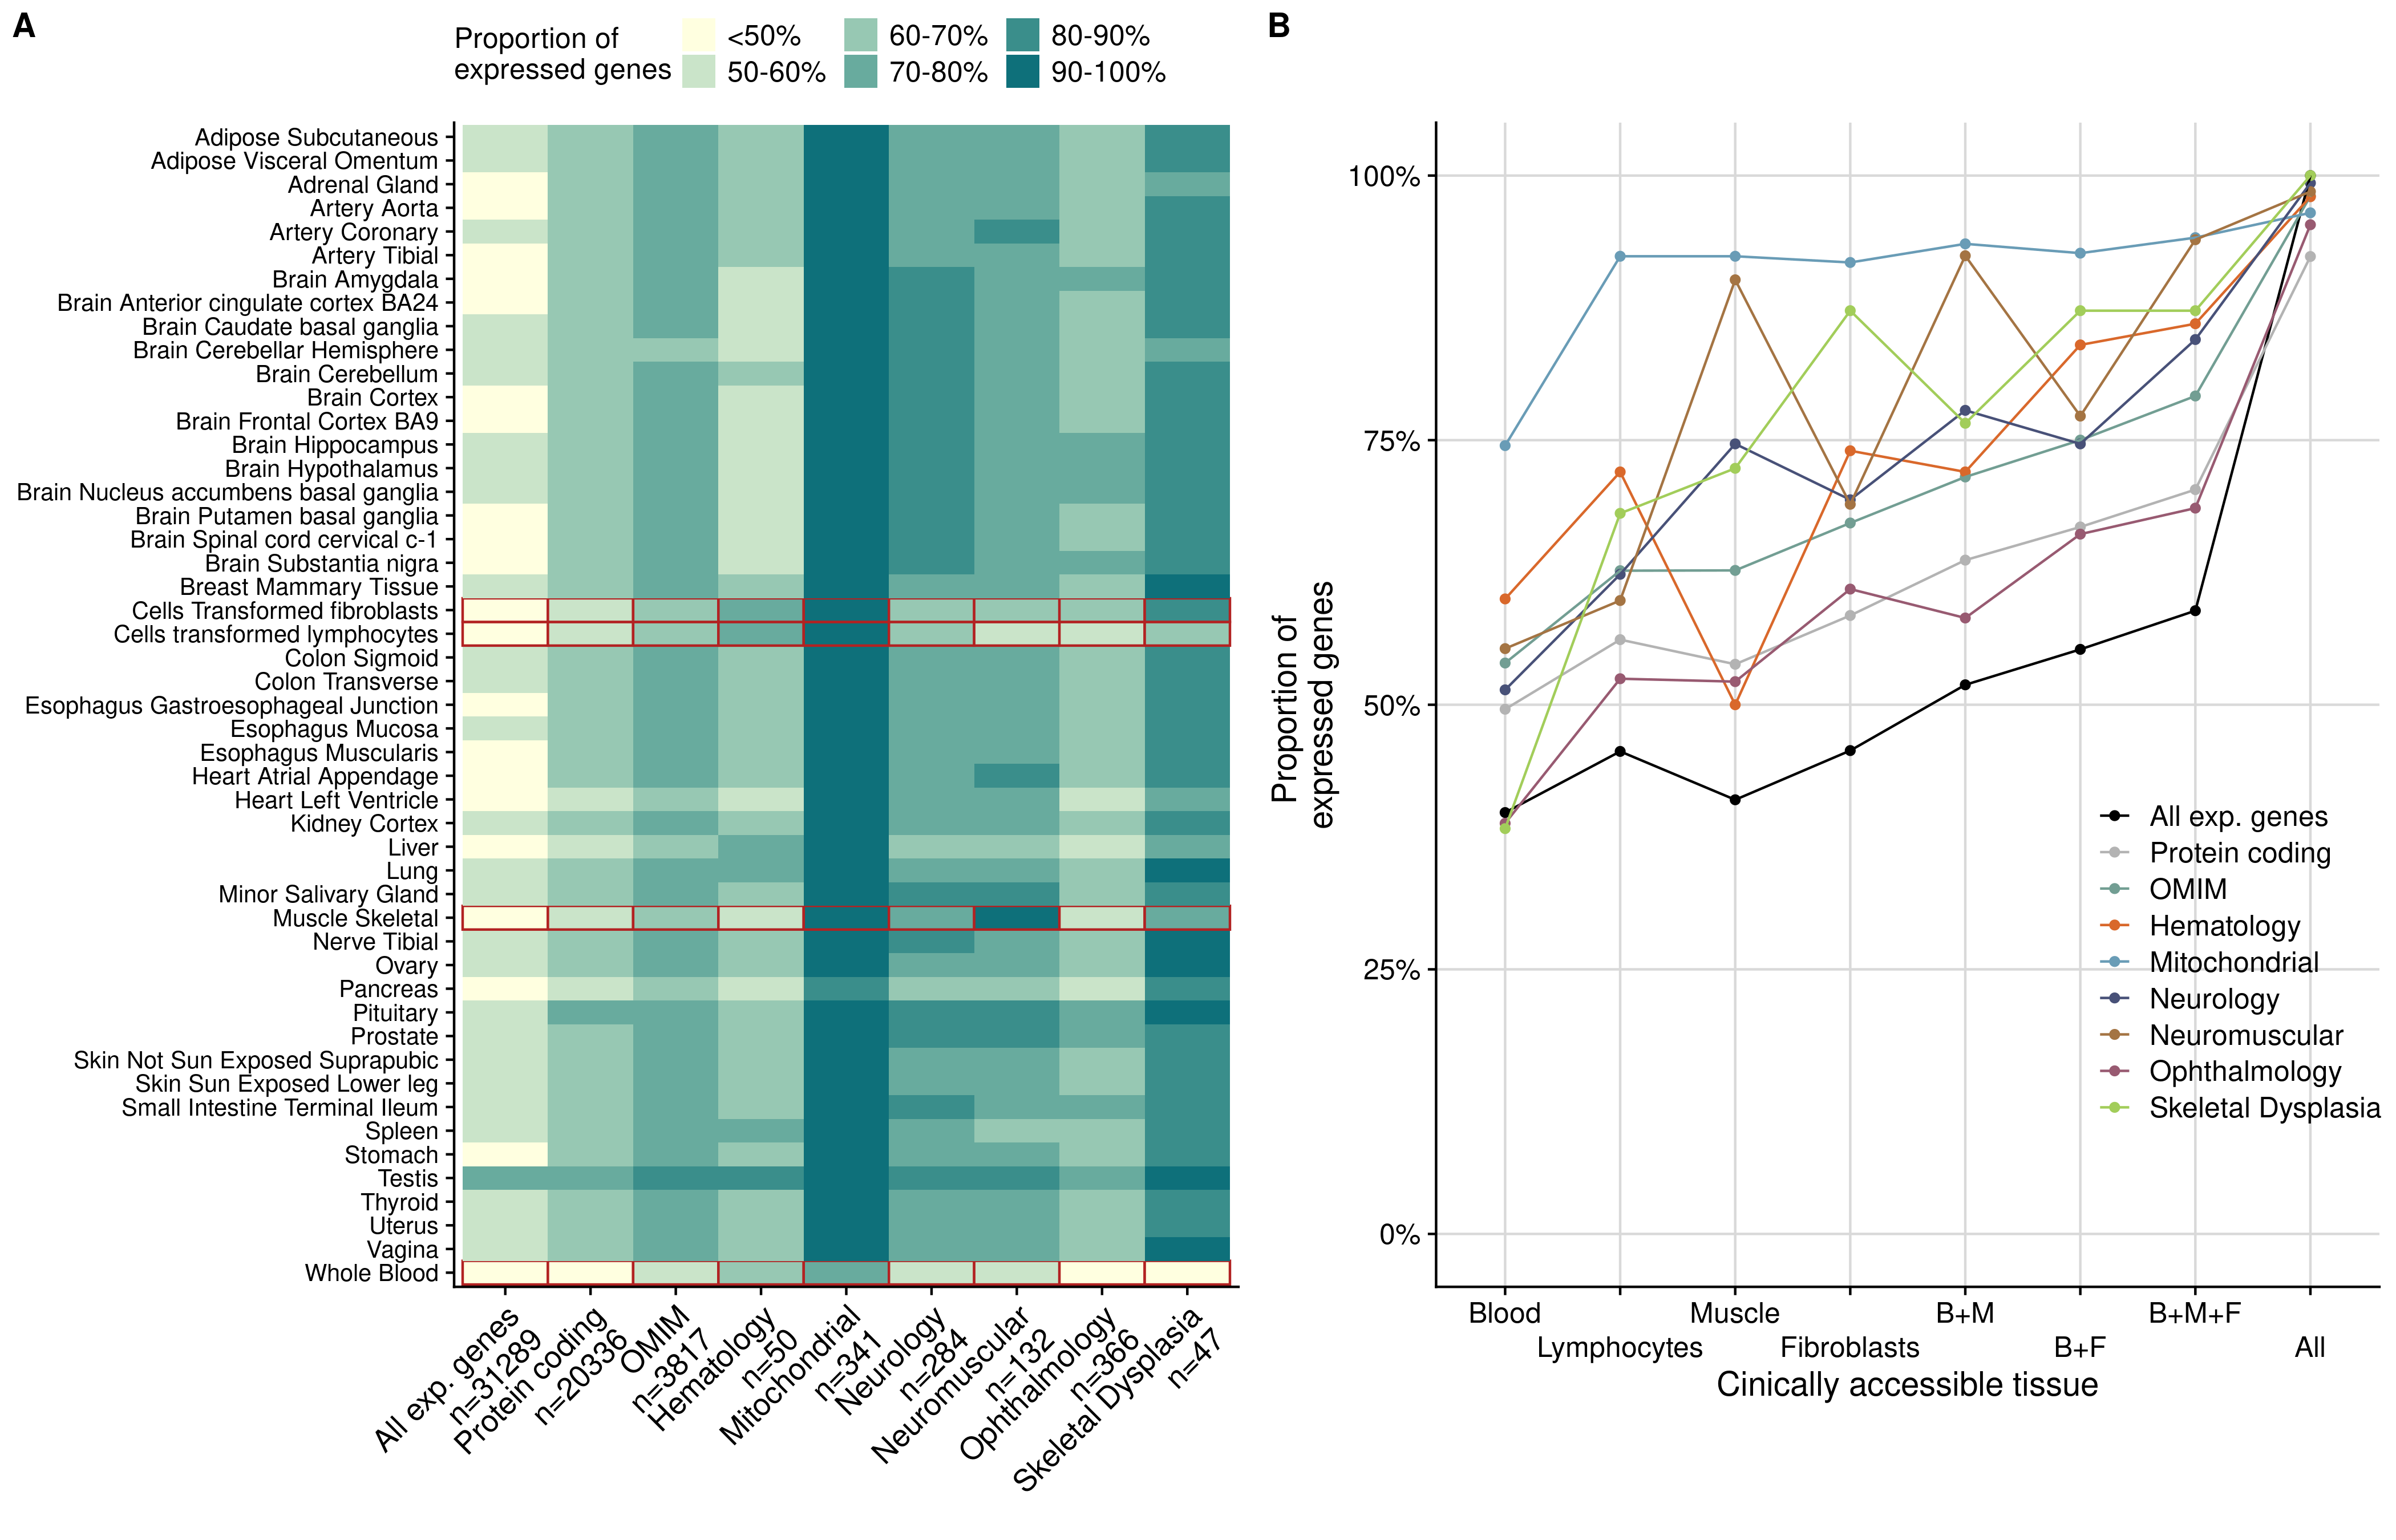 A
Proportion of
expressed genes
<50%
60-70%
80-90%
50-60%
70-80%
90-100%
Adipose Subcutaneous
Adipose Visceral Omentum
Adrenal Gland
Artery Aorta
Artery Coronary
Artery Tibial
Brain Amygdala
Brain Anterior cingulate cortex BA24
Brain Caudate basal ganglia
Brain Cerebellar Hemisphere
Brain Cerebellum
Brain Cortex
Brain Frontal Cortex BA9
Brain Hippocampus
Brain Hypothalamus
Brain Nucleus accumbens basal ganglia
Brain Putamen basal ganglia
Brain Spinal cord cervical c-1
Brain Substantia nigra
Breast Mammary Tissue
Cells Transformed fibroblasts
Cells transformed lymphocytes
Colon Sigmoid
Colon Transverse
Esophagus Gastroesophageal Junction
Esophagus Mucosa
Esophagus Muscularis
Heart Atrial Appendage
Heart Left Ventricle
Kidney Cortex
Liver
Lung
Minor Salivary Gland
Muscle Skeletal
Nerve Tibial
Ovary
Pancreas
Pituitary
Prostate
Skin Not Sun Exposed Suprapubic
Skin Sun Exposed Lower leg
Small Intestine Terminal Ileum
Spleen
Stomach
Testis
Thyroid
Uterus
Vagina
Whole Blood
All exp. genes
n=31289
Protein coding
n=20336
OMIM
n=3817
Hematology
n=50
Mitochondrial
n=341
Neurology
n=284
Neuromuscular
n=132
Ophthalmology
n=366
Skeletal Dysplasia
n=47
B
Proportion of
expressed genes
100%
75%
50%
25%
0%
All exp. genes
Protein coding
OMIM
Hematology
Mitochondrial
Neurology
Neuromuscular
Ophthalmology
Skeletal Dysplasia
Blood
Lymphocytes
Muscle
Fibroblasts
B+M
B+F
B+M+F
All
Cinically accessible tissue